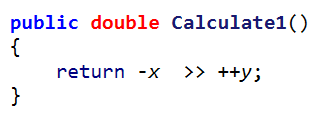 public double Calculate1()
{
    return -x  >> ++y;
}